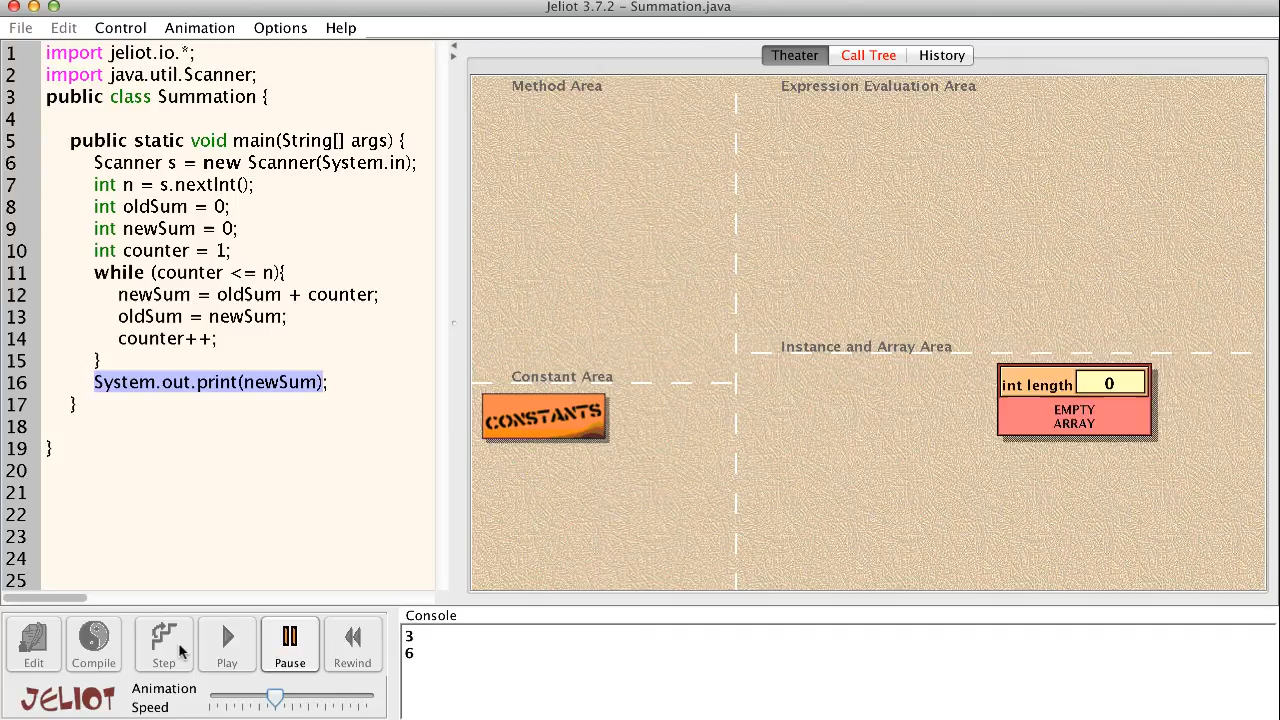 Jeliot 3.7.2 - Summation.java
File Edit Control Animation Options Help
1 import jeliot.io.*;
2 import java.util.Scanner;
3 public class Summation {
4
5 public static void main(String[] args) {
6 Scanner s = new Scanner(System.in);
7 int n = s.nextInt();
8 int oldSum = 0;
9 int newSum = 0;
10 int counter = 1;
11 while (counter <= n){
12 newSum = oldSum + counter;
13 oldSum = newSum;
14 counter++;
15 }
16 System.out.print(newSum);
17 }
18
19 }
20
21
22
23
24
25
Theater Call Tree History
Method Area
Expression Evaluation Area
Constant Area
CONSTANTS
Instance and Array Area
int length 0
EMPTY
ARRAY
Edit Compile Step Play Pause Rewind
JELIOT
Animation
Speed
Console
3
6